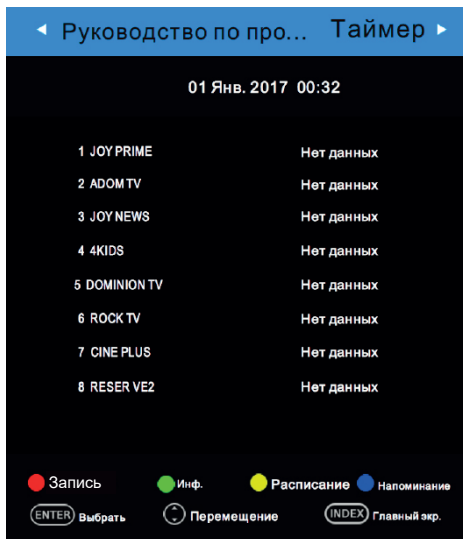 Руководство по про... Таймер
01 Янв. 2017 00:32
1 JOY PRIME Нет данных
2 ADOM TV Нет данных
3 JOY NEWS Нет данных
4 4KIDS Нет данных
5 DOMINION TV Нет данных
6 ROCK TV Нет данных
7 CINE PLUS Нет данных
8 RESER VE2 Нет данных
Запись Инф. Расписание Напоминание
ENTER Выбрать Перемещение INDEX Главный экр.